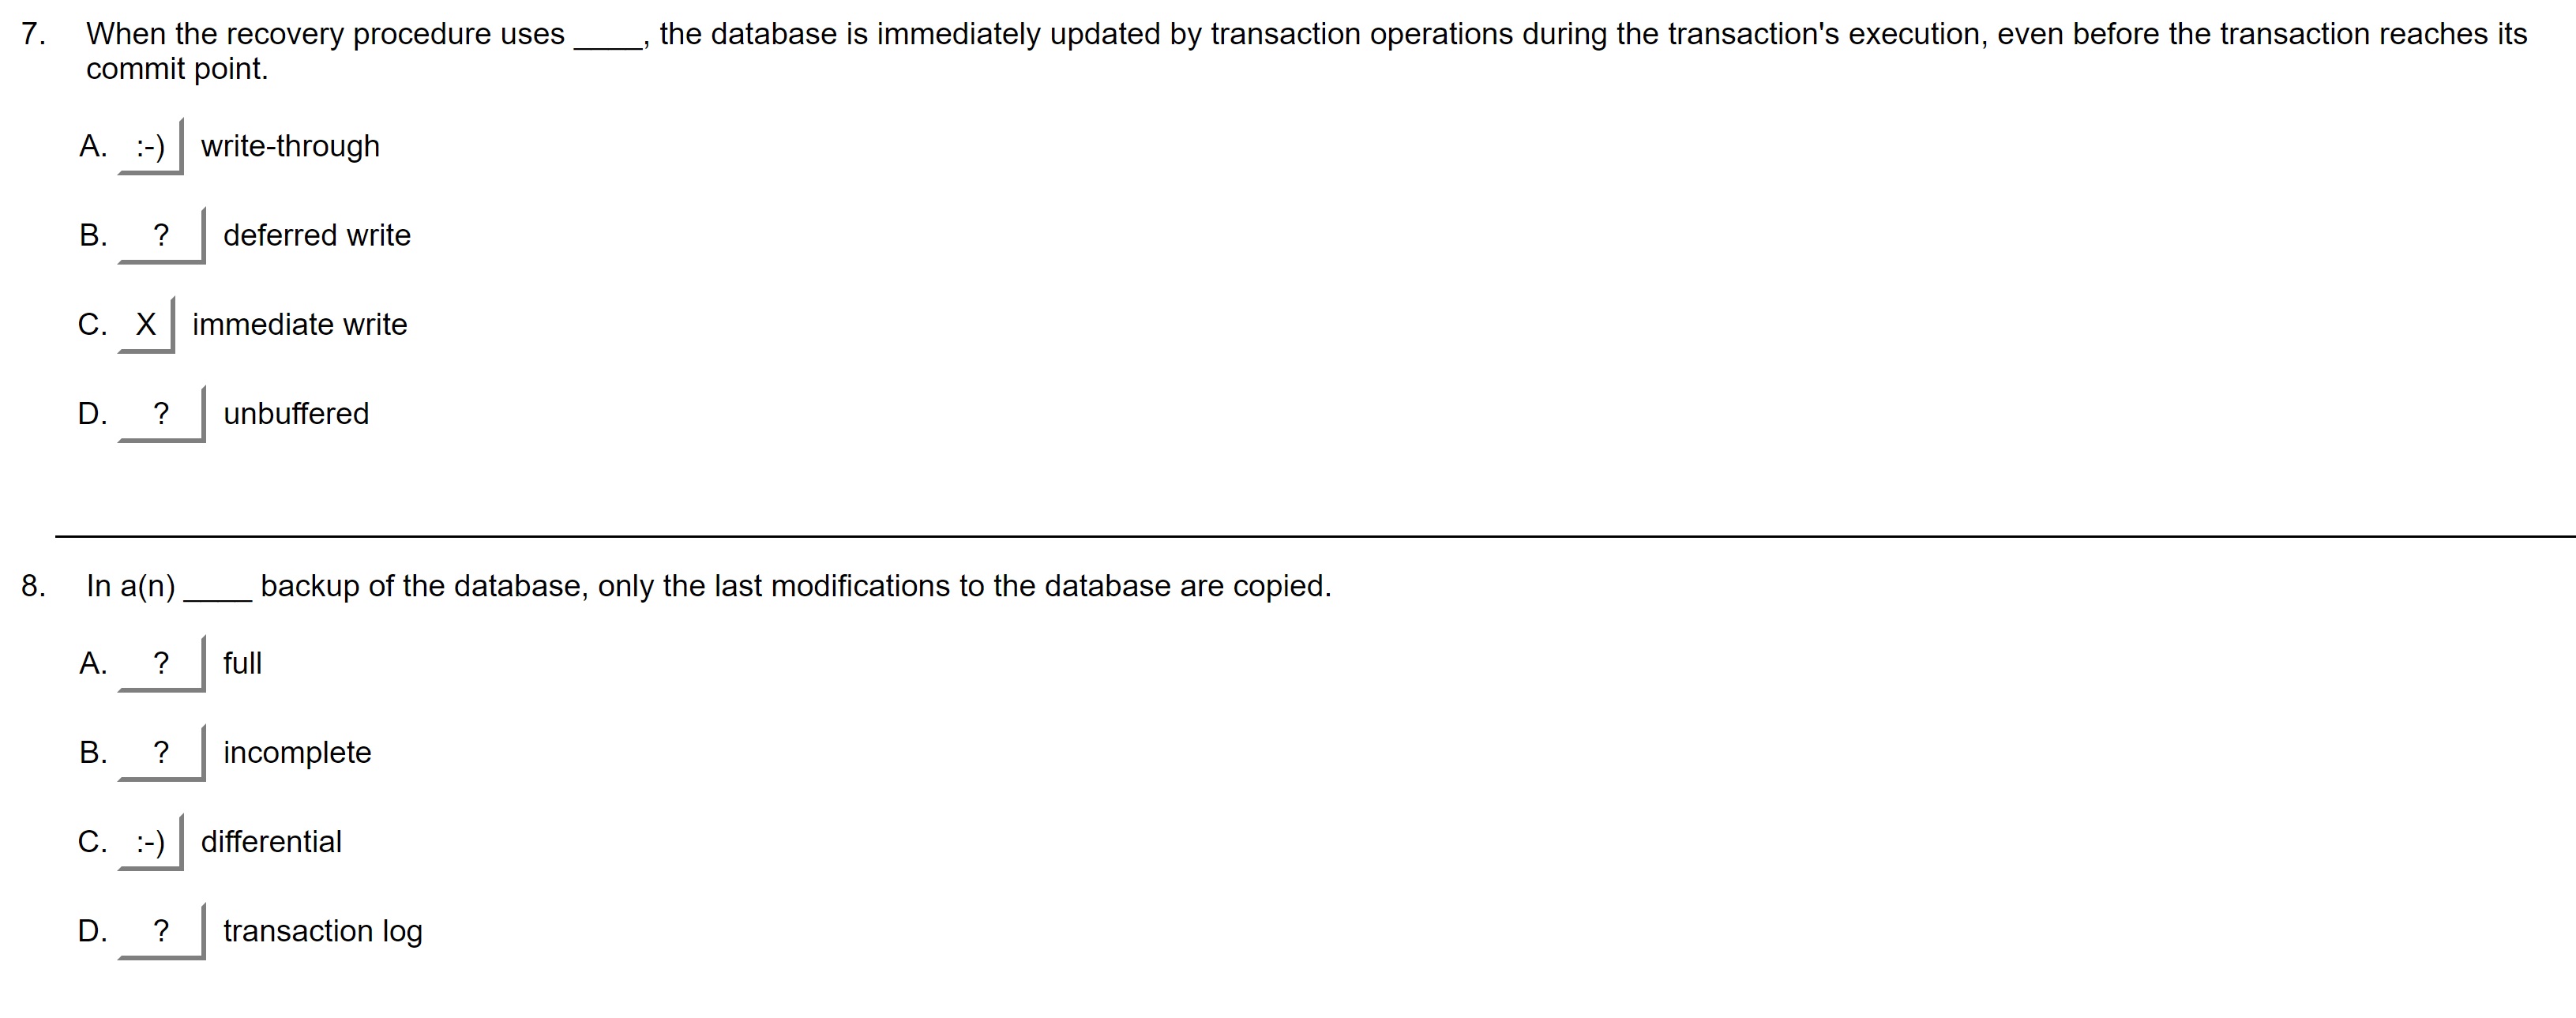 7. When the recovery procedure uses ____, the database is immediately updated by transaction operations during the transaction's execution, even before the transaction reaches its
commit point.
A. :-) write-through
B. ? deferred write
C. X immediate write
D. ? unbuffered
8. In a(n) ____ backup of the database, only the last modifications to the database are copied.
A. ? full
B. ? incomplete
C. :-) differential
D. ? transaction log